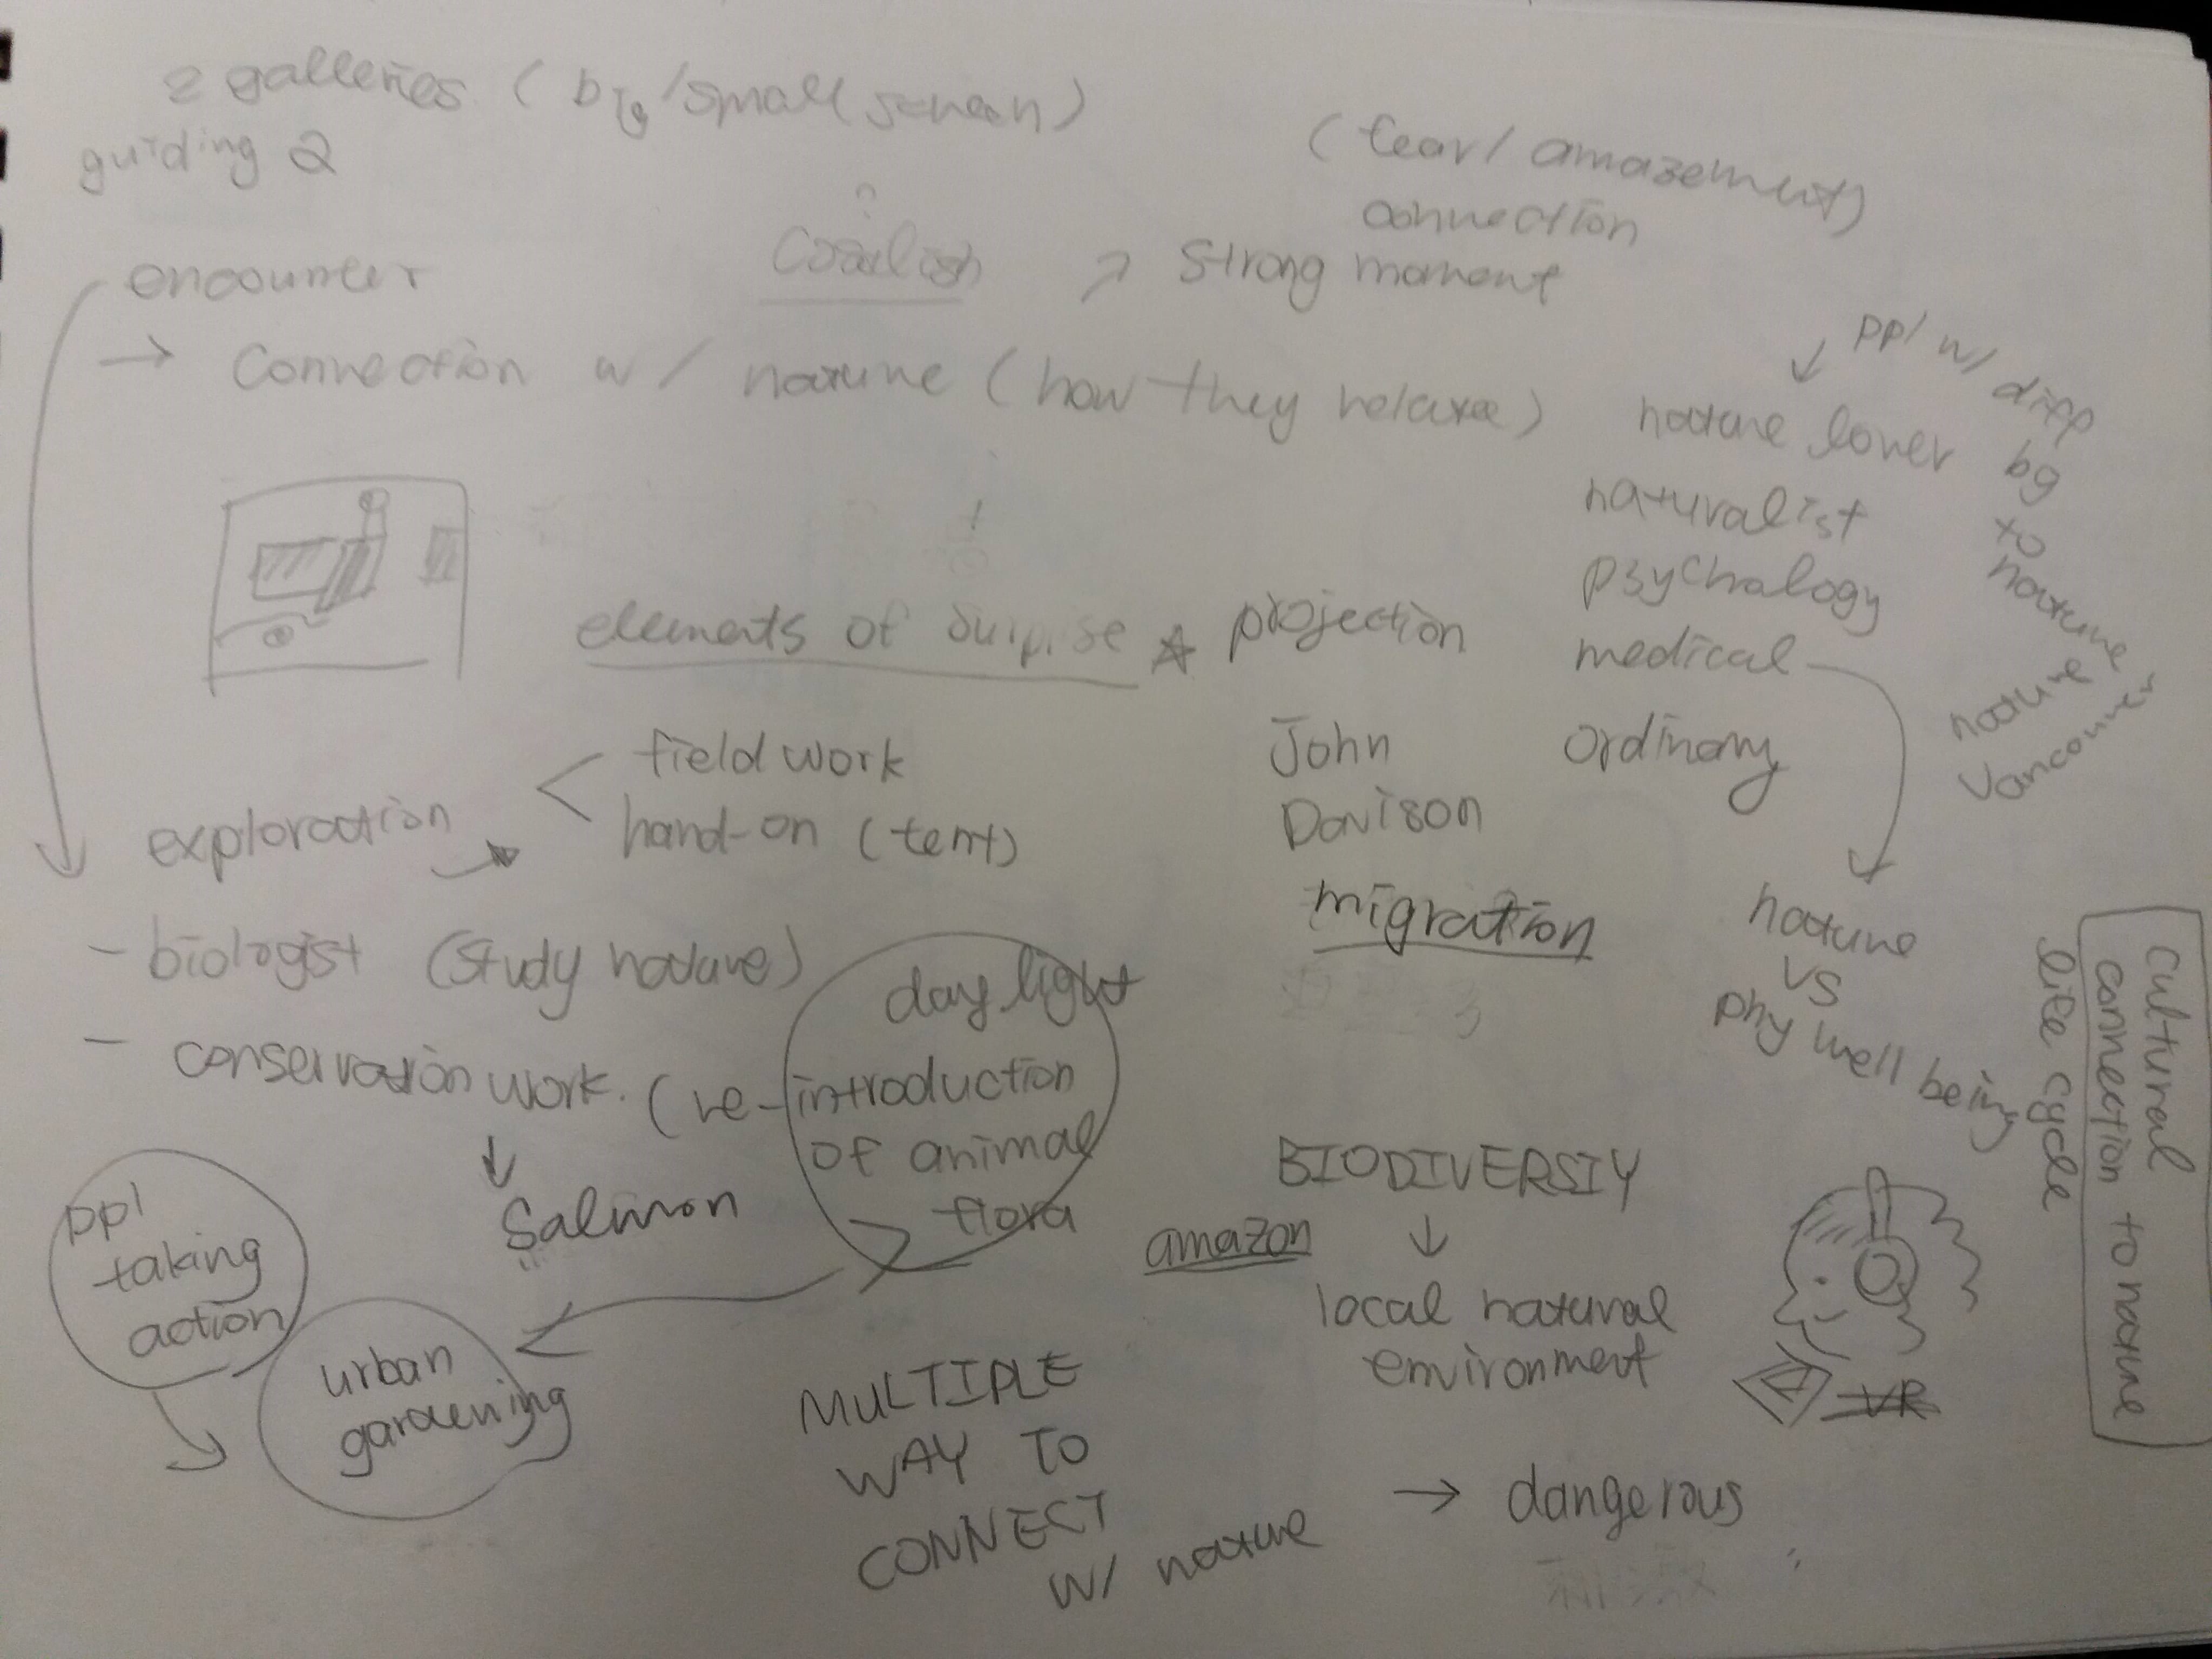 2 galleries (big/small screen)
guiding Q
(fear/ amazement)
connection
?
encounter
↗ strong moment
→ Connection w/ nature (how they relaxe)
ppl w/ diff
bg
to
nature
↓
nature lover
naturalist
psychalogy
medical
ordinary
nature in
Vancouver
!
elements of surprise ☆ projection
field work
exploration
hand-on (tent)
John
Davison
migration
- biologist (study nature)
day light
- conservation work. (re-introduction
of animal
flora
↓
Salmon
nature
vs
phy well being
Cultural
connection to nature
life cycle
ppl
taking
action
urban
gardening
BIODIVERSIY
amazon
↓
local natural
environment
VR
MULTIPLE
WAY TO
CONNECT
w/ nature
→ dangerous